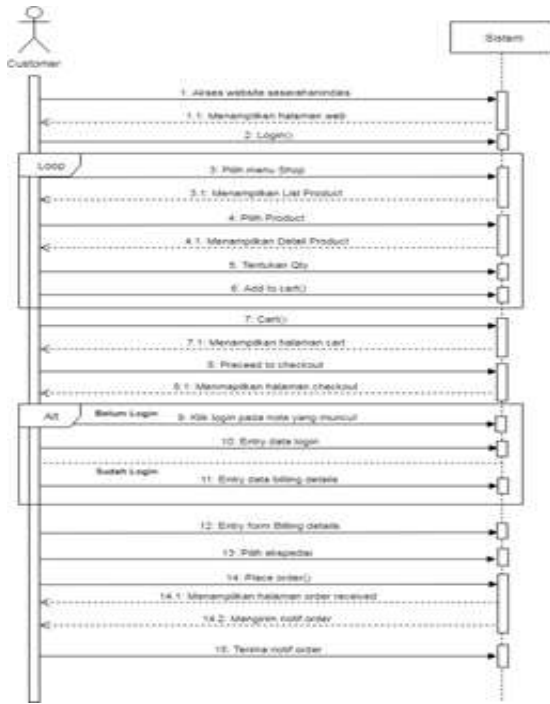 Customer
Sistem
1: Akses website seserahanindies
1.1: Menampilkan halaman web
2: Login()
Loop
3: Pilih menu Shop
3.1: Menampilkan List Product
4: Pilih Product
4.1: Menampilkan Detail Product
5: Tentukan Qty
6: Add to cart()
7: Cart()
7.1: Menampilkan halaman cart
8: Proceed to checkout
8.1: Menmapilkan halaman checkout
Alt
Belum Login
9: Klik login pada note yang muncul
10: Entry data login
Sudah Login
11: Entry data billing details
12: Entry form Billing details
13: Pilih ekspedisi
14: Place order()
14.1: Menampilkan halaman order received
14.2: Mengirim notif order
15: Terima notif order